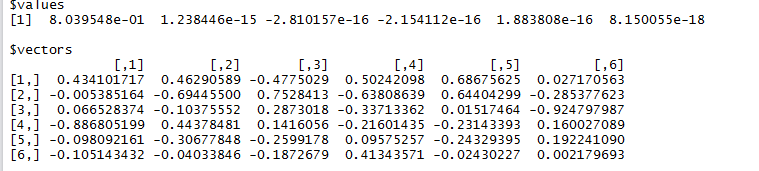 $values
[1]  8.039548e-01  1.238446e-15 -2.810157e-16 -2.154112e-16  1.883808e-16  8.150055e-18
$vectors
[,1] [,2] [,3] [,4] [,5] [,6]
[1,]  0.434101717  0.46290589 -0.4775029  0.50242098  0.68675625  0.027170563
[2,] -0.005385164 -0.69445500  0.7528413 -0.63808639  0.64404299 -0.285377623
[3,]  0.066528374 -0.10375552  0.2873018 -0.33713362  0.01517464 -0.924797987
[4,] -0.886805199  0.44378481  0.1416056 -0.21601435 -0.23143393  0.160027089
[5,] -0.098092161 -0.30677848 -0.2599178  0.09575257 -0.24329395  0.192241090
[6,] -0.105143432 -0.04033846 -0.1872679  0.41343571 -0.02430227  0.002179693